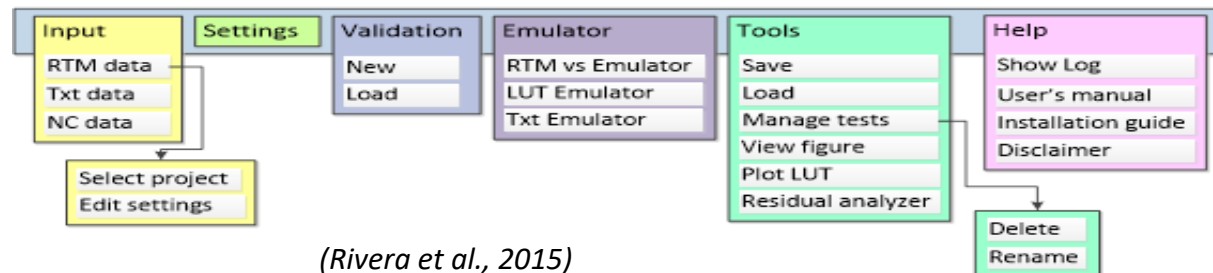 Input
RTM data
Txt data
NC data
Select project
Edit settings
Settings
Validation
New
Load
Emulator
RTM vs Emulator
LUT Emulator
Txt Emulator
Tools
Save
Load
Manage tests
View figure
Plot LUT
Residual analyzer
Delete
Rename
Help
Show Log
User's manual
Installation guide
Disclaimer
(Rivera et al., 2015)